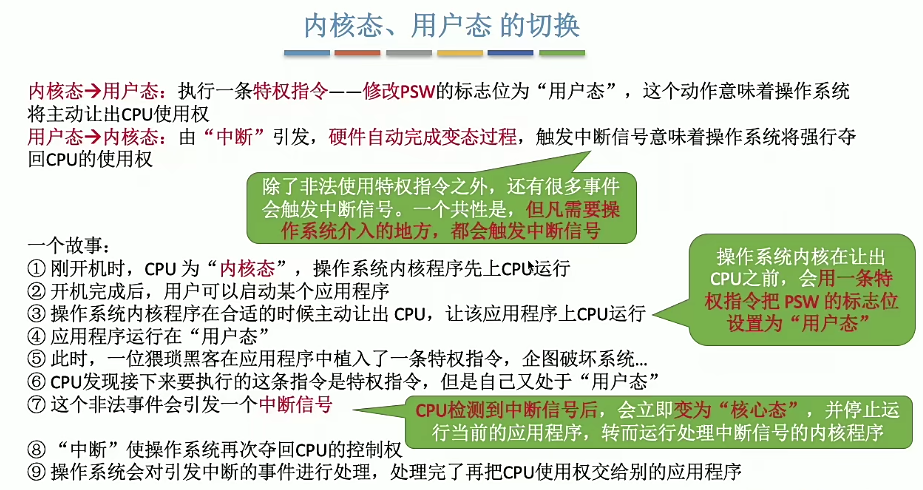 内核态、用户态 的切换
内核态→用户态：执行一条特权指令——修改PSW的标志位为“用户态”，这个动作意味着操作系统
将主动让出CPU使用权
用户态→内核态：由“中断”引发，硬件自动完成变态过程，触发中断信号意味着操作系统将强行夺
回CPU的使用权
除了非法使用特权指令之外，还有很多事件
会触发中断信号。一个共性是，但凡需要操
作系统介入的地方，都会触发中断信号
一个故事：
① 刚开机时，CPU 为“内核态”，操作系统内核程序先上CPU运行
② 开机完成后，用户可以启动某个应用程序
③ 操作系统内核程序在合适的时候主动让出 CPU，让该应用程序上CPU运行
操作系统内核在让出
CPU之前，会用一条特
权指令把 PSW 的标志位
设置为“用户态”
④ 应用程序运行在“用户态”
⑤ 此时，一位猥琐黑客在应用程序中植入了一条特权指令，企图破坏系统...
⑥ CPU发现接下来要执行的这条指令是特权指令，但是自己又处于“用户态”
⑦ 这个非法事件会引发一个中断信号
CPU检测到中断信号后，会立即变为“核心态”，并停止运
行当前的应用程序，转而运行处理中断信号的内核程序
⑧ “中断”使操作系统再次夺回CPU的控制权
⑨ 操作系统会对引发中断的事件进行处理，处理完了再把CPU使用权交给别的应用程序